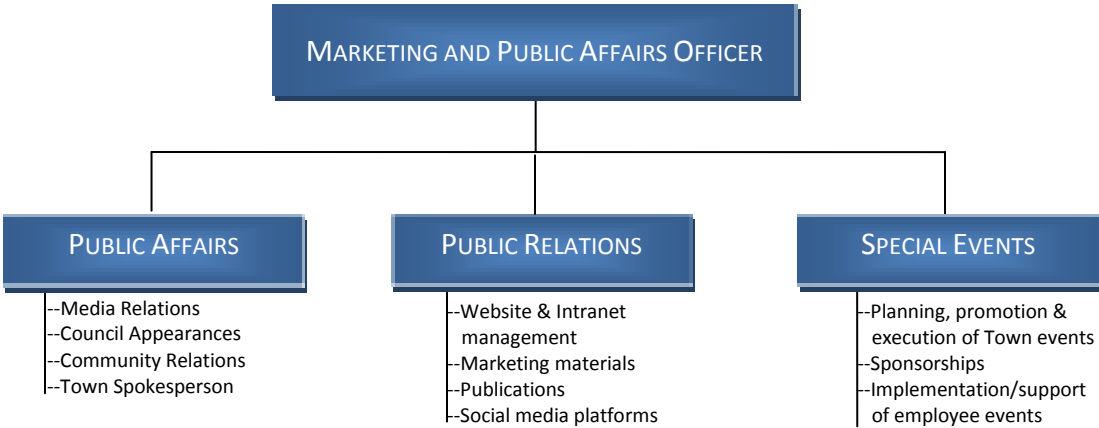 MARKETING AND PUBLIC AFFAIRS OFFICER
PUBLIC AFFAIRS
--Media Relations
--Council Appearances
--Community Relations
--Town Spokesperson
PUBLIC RELATIONS
--Website & Intranet
management
--Marketing materials
--Publications
--Social media platforms
SPECIAL EVENTS
--Planning, promotion &
execution of Town events
--Sponsorships
--Implementation/support
of employee events